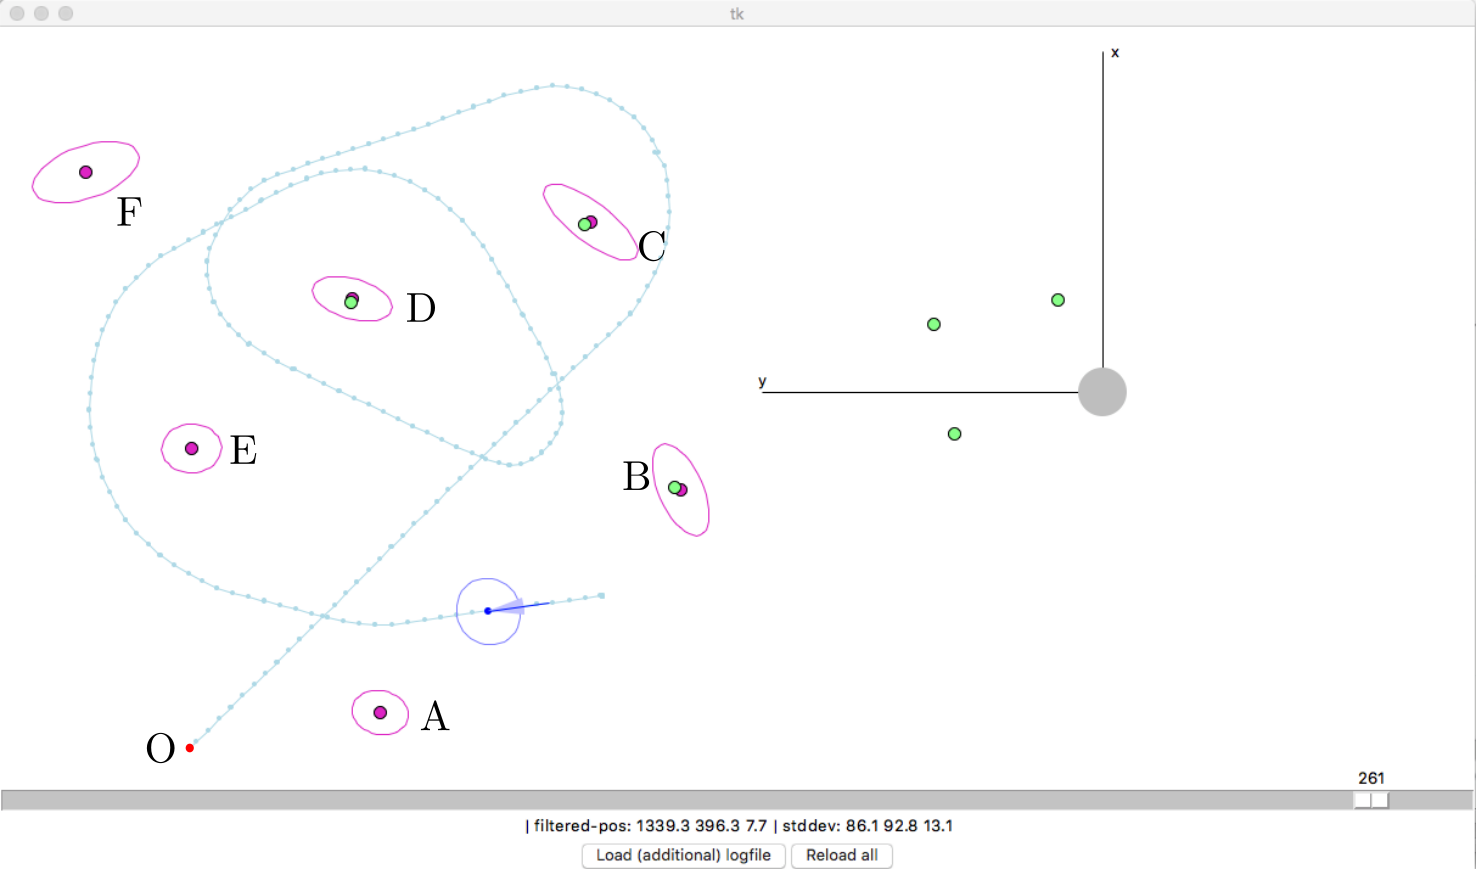 tk
x
F
C
D
y
E
B
A
O
261
| filtered-pos: 1339.3 396.3 7.7 | stddev: 86.1 92.8 13.1
Load (additional) logfile Reload all